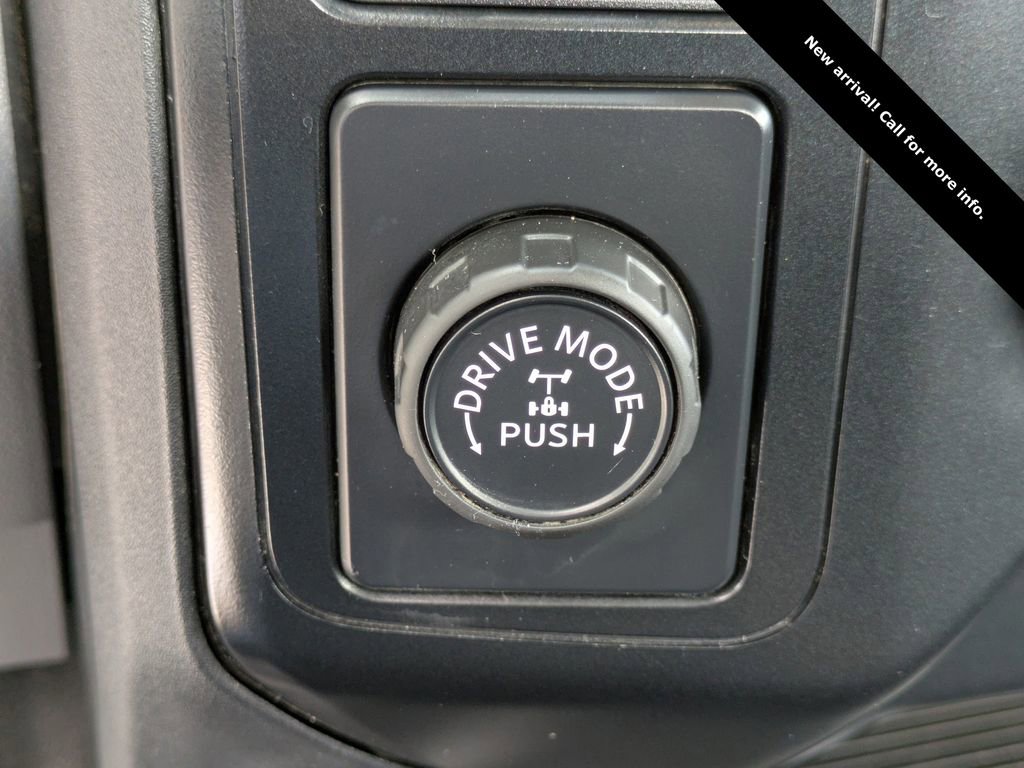 New arrival! Call for more info.
DRIVE MODE
PUSH